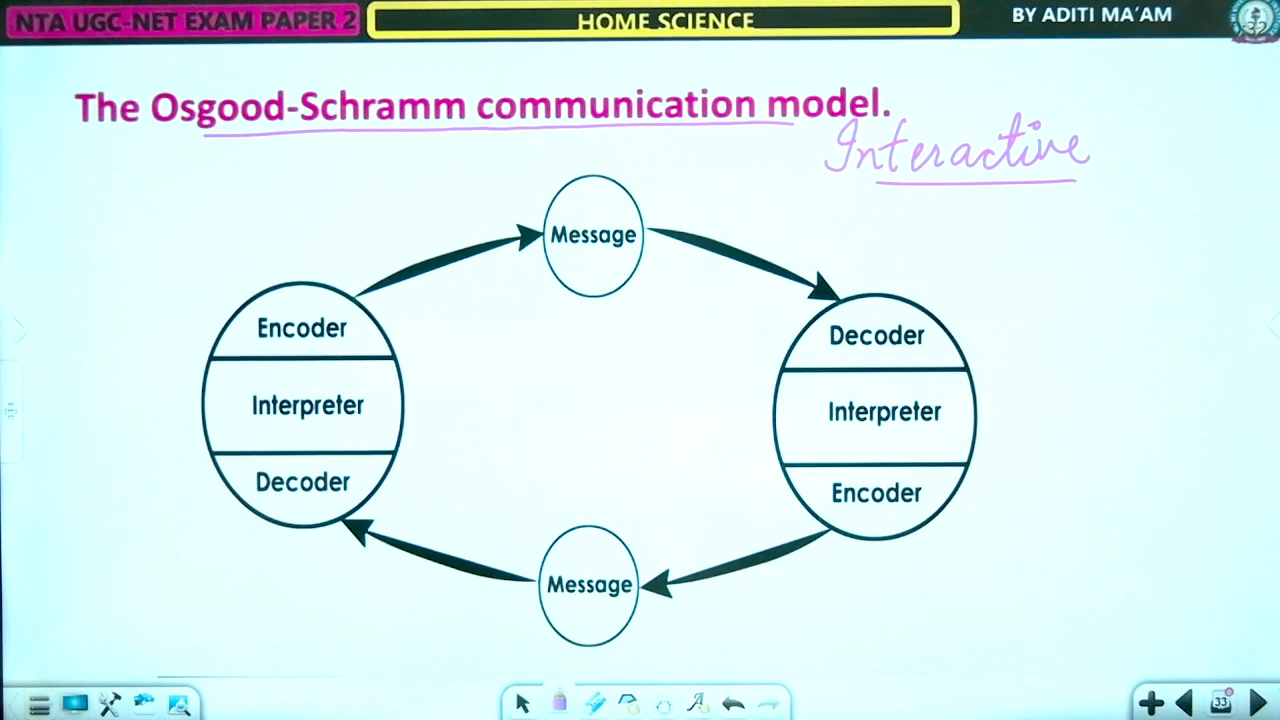 NTA UGC-NET EXAM PAPER 2
HOME SCIENCE
BY ADITI MA'AM
The Osgood-Schramm communication model.
Interactive
Message
Encoder
Interpreter
Decoder
Decoder
Interpreter
Encoder
Message
33